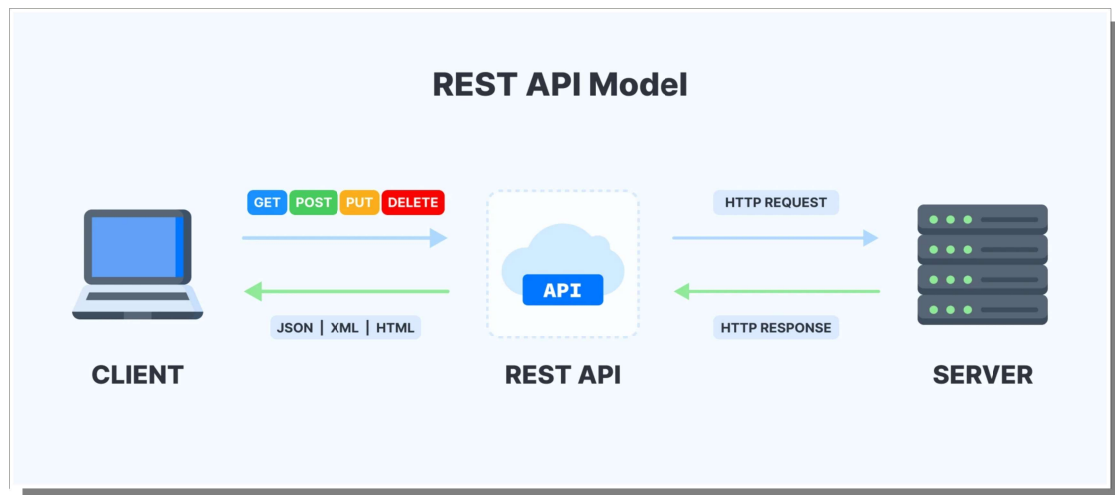 REST API Model
GET POST PUT DELETE
HTTP REQUEST
API
JSON | XML | HTML
HTTP RESPONSE
CLIENT
REST API
SERVER